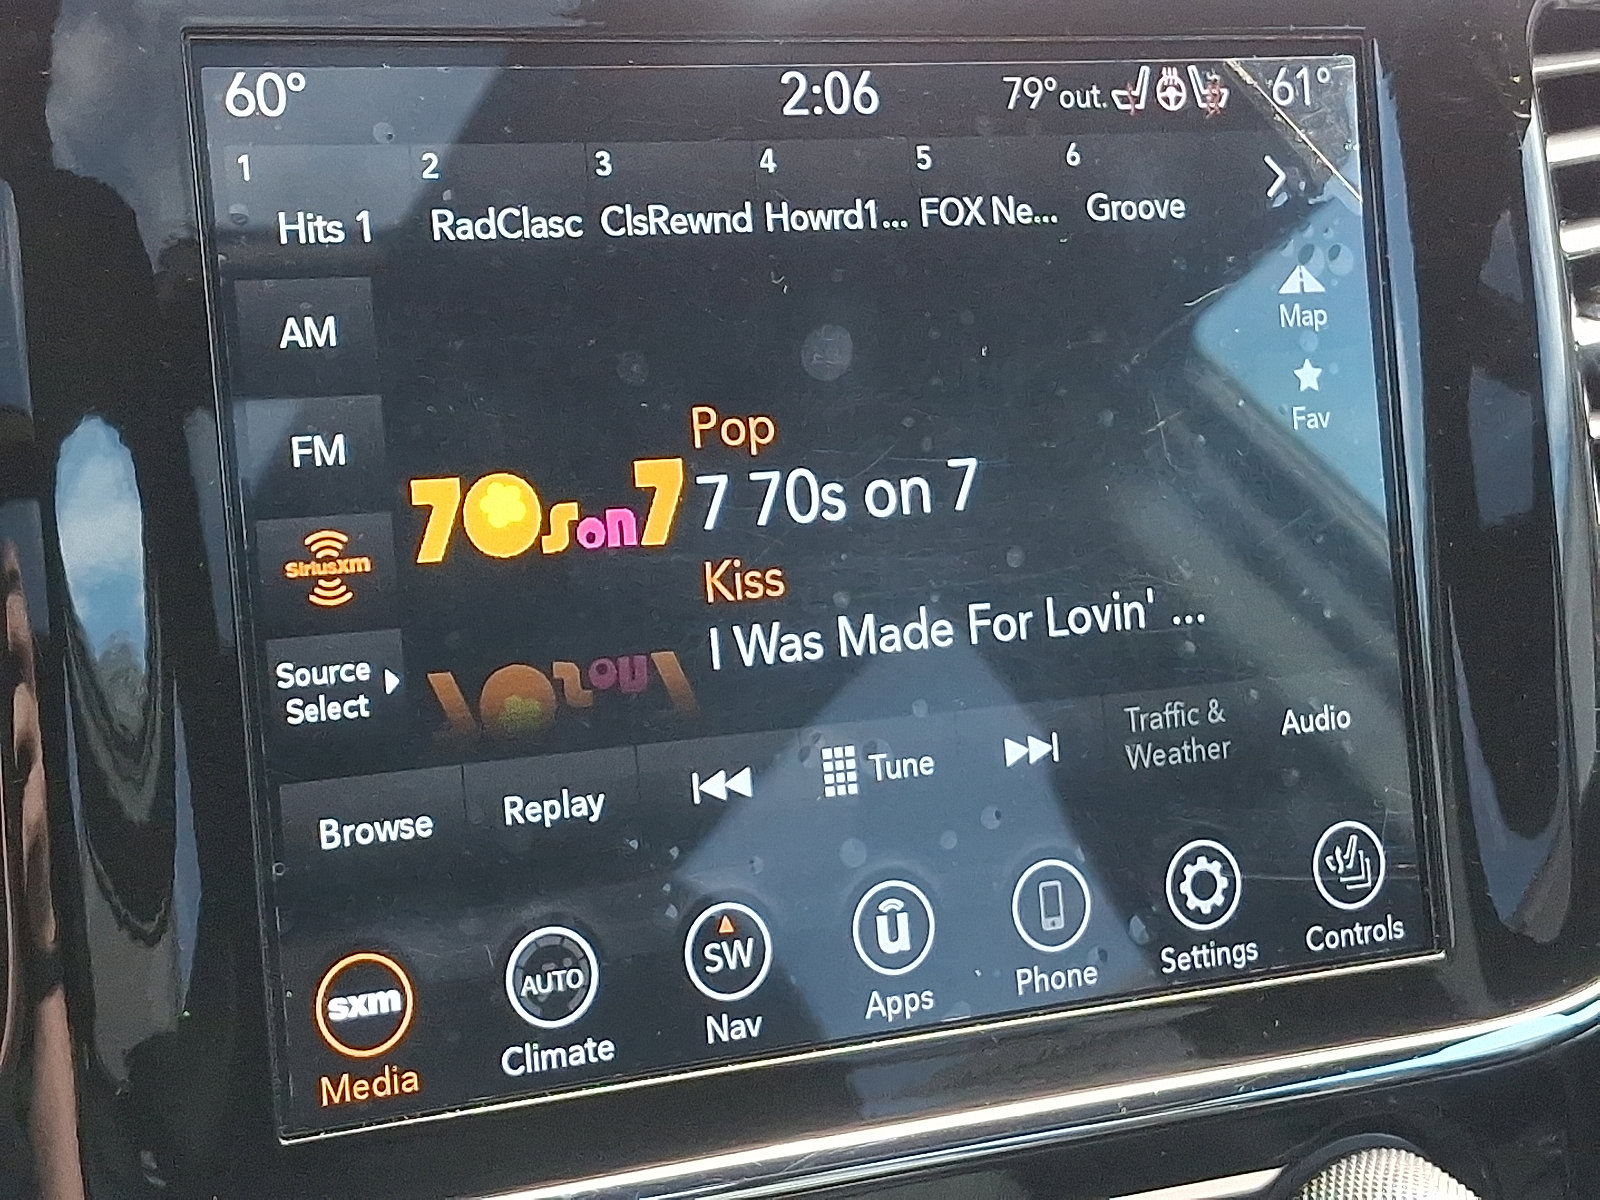 60° 2:06 79°out. 61°
1 2 3 4 5 6
Hits 1 RadClasc ClsRewnd Howrd1... FOX Ne... Groove
AM
Map
FM
Fav
Pop
70s on 7
7 70s on 7
siriusxm
Kiss
I Was Made For Lovin' ...
Source
Select
Browse Replay Tune
Traffic &
Weather
Audio
sxm AUTO SW u
Media Climate Nav Apps Phone Settings Controls